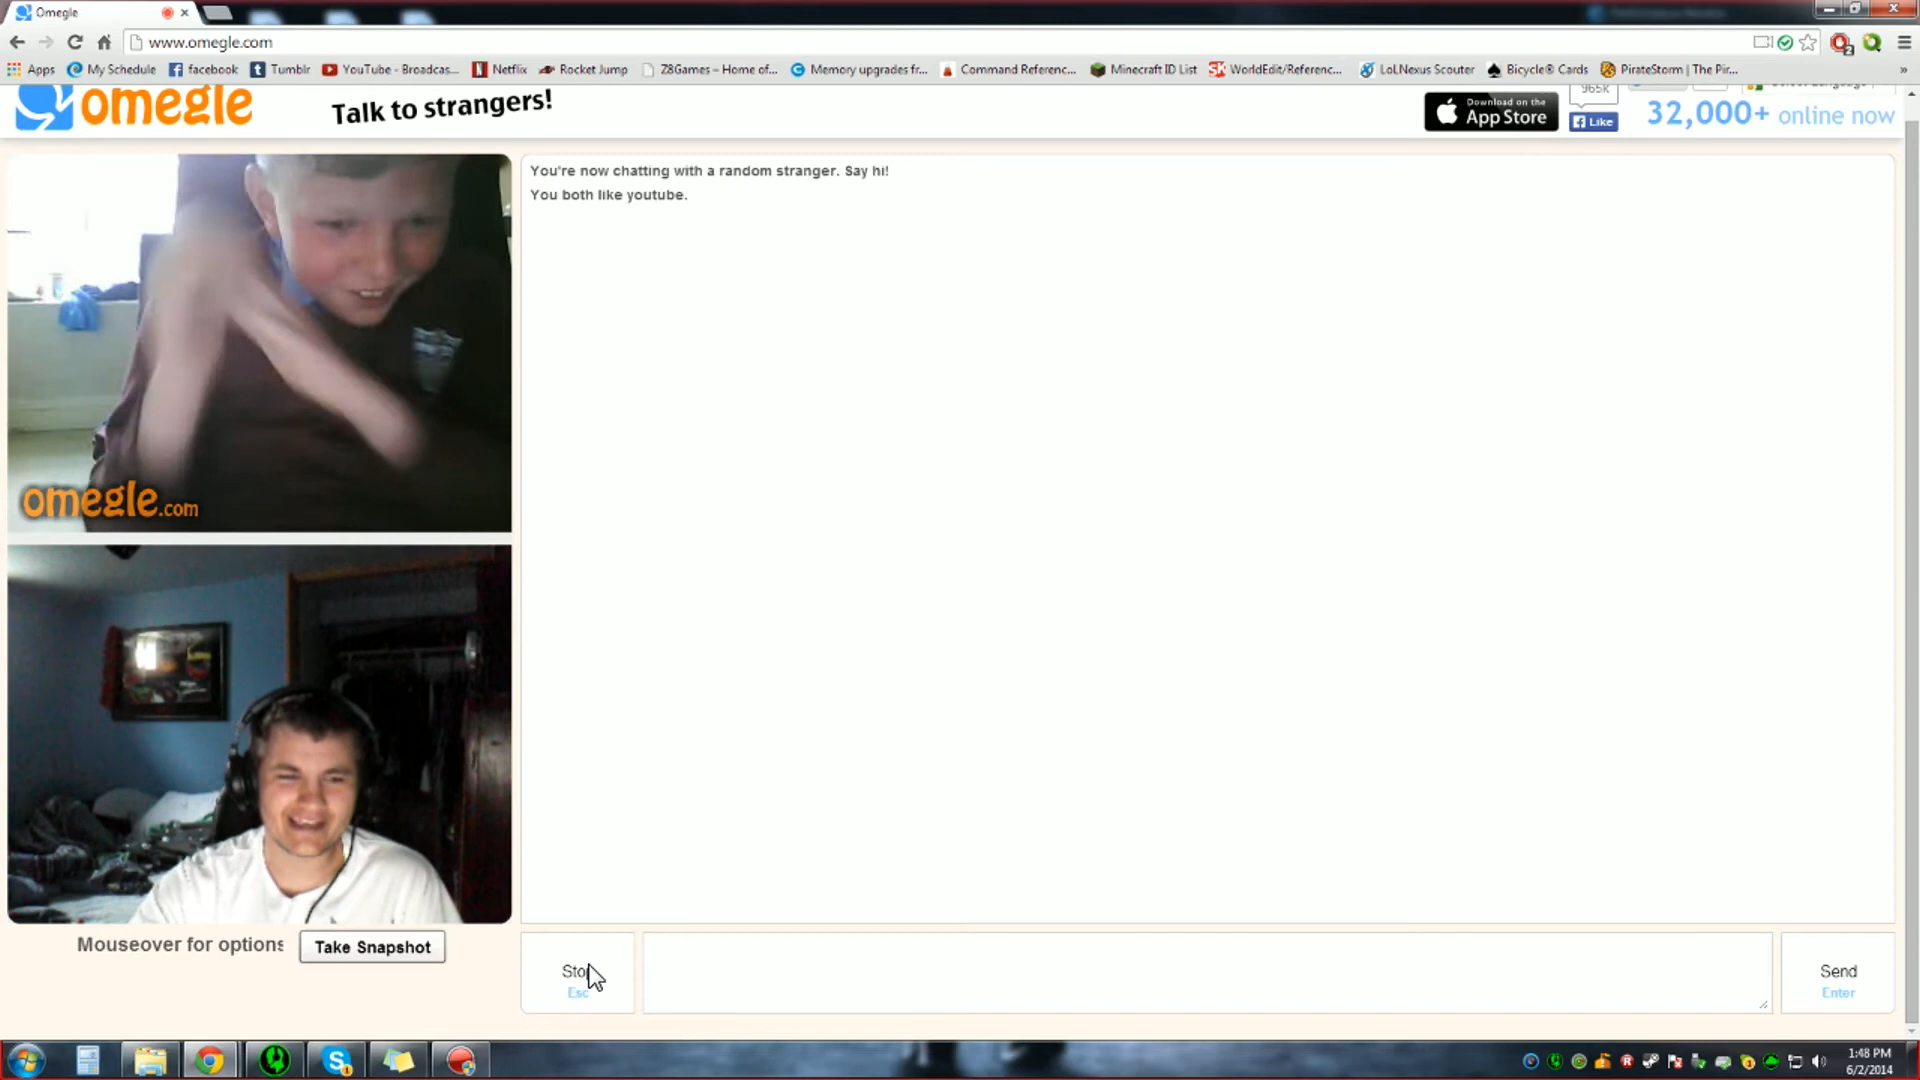 Omegle
www.omegle.com
Apps My Schedule facebook Tumblr YouTube - Broadcas... Netflix Rocket Jump Z8Games – Home of... Memory upgrades fr... Command Referenc... Minecraft ID List WorldEdit/Referenc... LoLNexus Scouter Bicycle® Cards PirateStorm | The Pir... »
omegle
Talk to strangers!
Download on the
App Store
965k
Like
32,000+ online now
You're now chatting with a random stranger. Say hi!
You both like youtube.
omegle.com
Mouseover for options
Take Snapshot
Esc
Send
Enter
1:48 PM
6/2/2014